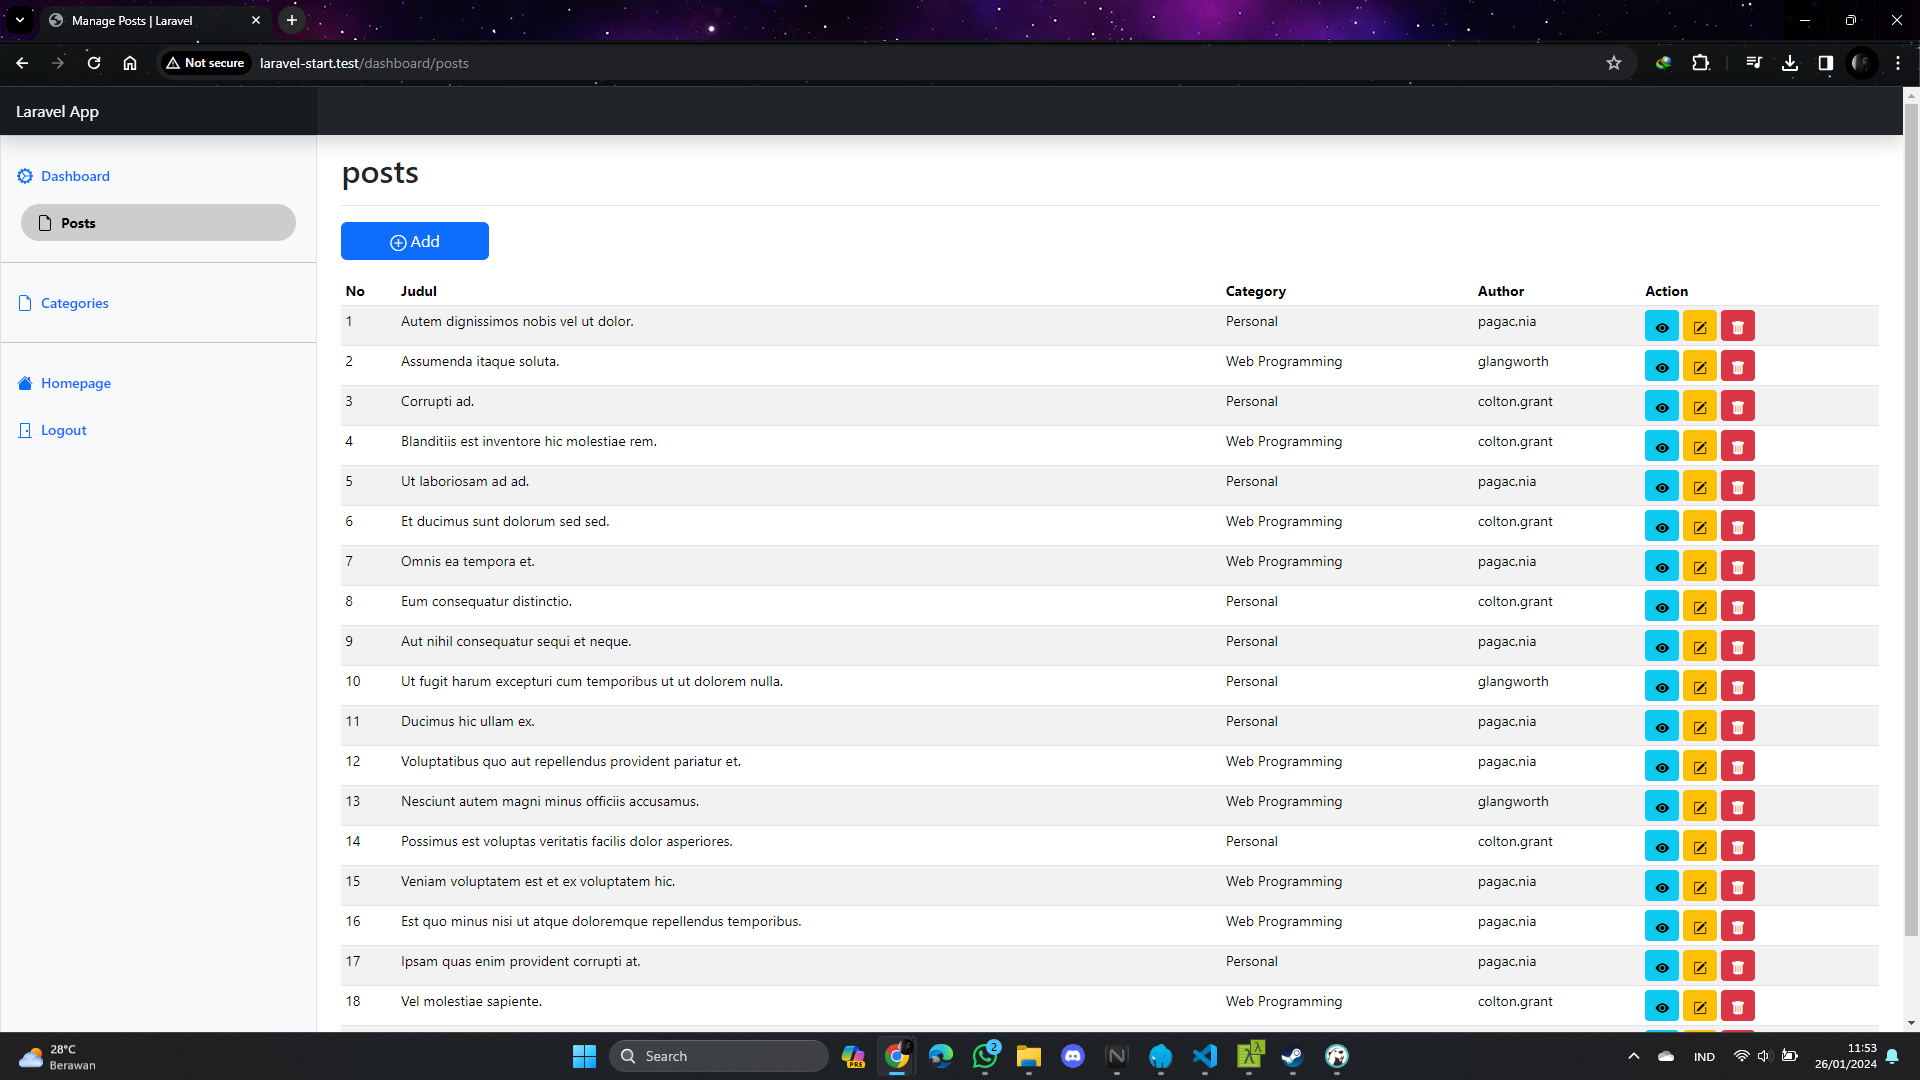 Manage Posts | Laravel
Not secure
laravel-start.test/dashboard/posts
Laravel App
Dashboard
Posts
Categories
Homepage
Logout
posts
Add
No Judul Category Author Action
1 Autem dignissimos nobis vel ut dolor. Personal pagac.nia
2 Assumenda itaque soluta. Web Programming glangworth
3 Corrupti ad. Personal colton.grant
4 Blanditiis est inventore hic molestiae rem. Web Programming colton.grant
5 Ut laboriosam ad ad. Personal pagac.nia
6 Et ducimus sunt dolorum sed sed. Web Programming colton.grant
7 Omnis ea tempora et. Web Programming pagac.nia
8 Eum consequatur distinctio. Personal colton.grant
9 Aut nihil consequatur sequi et neque. Personal pagac.nia
10 Ut fugit harum excepturi cum temporibus ut ut dolorem nulla. Personal glangworth
11 Ducimus hic ullam ex. Personal pagac.nia
12 Voluptatibus quo aut repellendus provident pariatur et. Web Programming pagac.nia
13 Nesciunt autem magni minus officiis accusamus. Web Programming glangworth
14 Possimus est voluptas veritatis facilis dolor asperiores. Personal colton.grant
15 Veniam voluptatem est et ex voluptatem hic. Web Programming pagac.nia
16 Est quo minus nisi ut atque doloremque repellendus temporibus. Web Programming pagac.nia
17 Ipsam quas enim provident corrupti at. Personal pagac.nia
18 Vel molestiae sapiente. Web Programming colton.grant
28°C
Berawan
Search
PRE
2
IND
11:53
26/01/2024